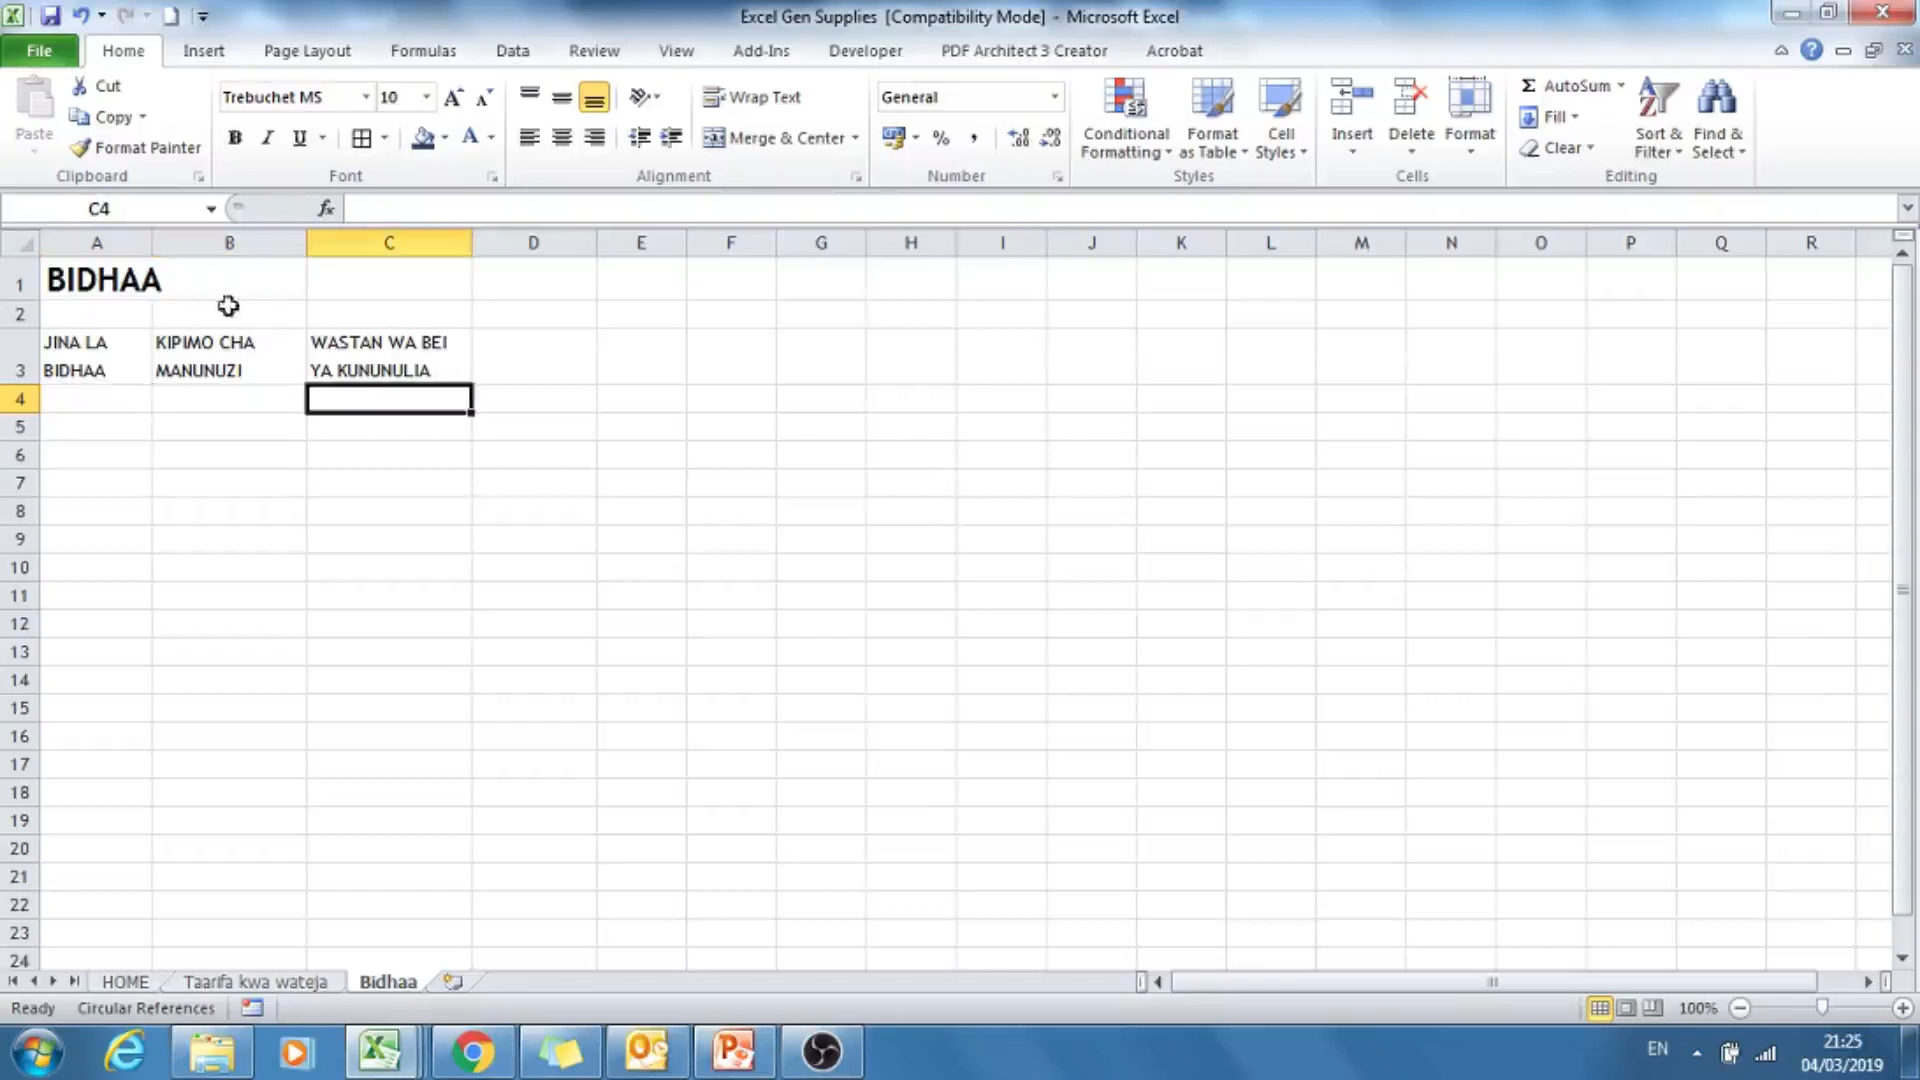 Excel Gen Supplies [Compatibility Mode] - Microsoft Excel
File Home Insert Page Layout Formulas Data Review View Add-Ins Developer PDF Architect 3 Creator Acrobat
Paste
Cut
Copy
Format Painter
Clipboard
Trebuchet MS 10
B I U
Font
Wrap Text
Merge & Center
Alignment
General
%
Number
Conditional Formatting
Format as Table
Cell Styles
Styles
Insert
Delete
Format
Cells
AutoSum
Fill
Clear
Sort & Filter
Find & Select
Editing
C4 fx
A B C D E F G H I J K L M N O P Q R
1 BIDHAA
2
JINA LA KIPIMO CHA WASTAN WA BEI
3 BIDHAA MANUNUZI YA KUNUNULIA
4
5
6
7
8
9
10
11
12
13
14
15
16
17
18
19
20
21
22
23
24
HOME Taarifa kwa wateja Bidhaa
Ready Circular References 100%
EN 21:25
04/03/2019